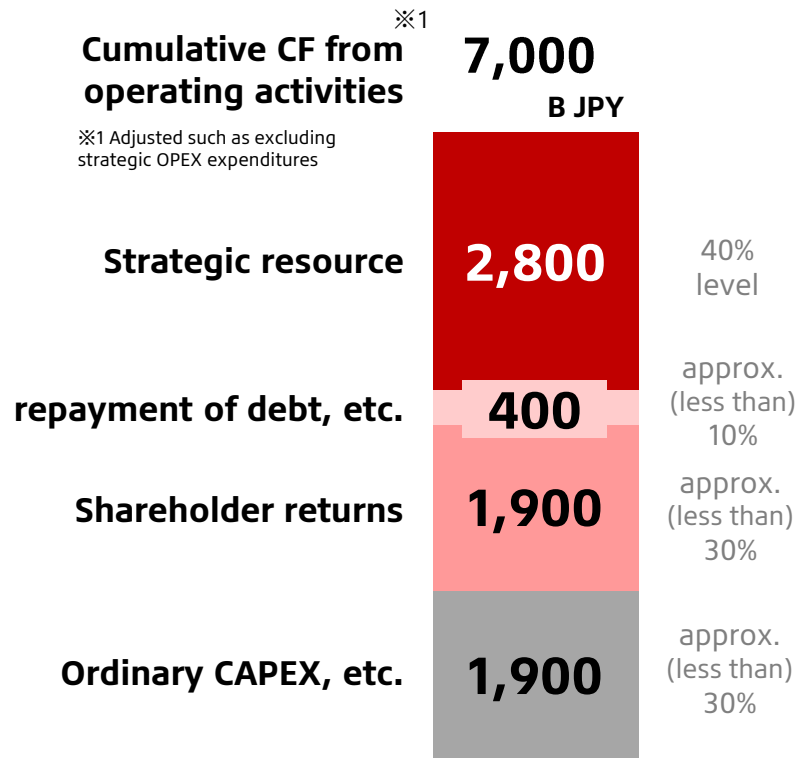 ※1
Cumulative CF from
operating activities
7,000
B JPY
※1 Adjusted such as excluding
strategic OPEX expenditures
Strategic resource
2,800
40%
level
repayment of debt, etc.
400
approx.
(less than)
10%
Shareholder returns
1,900
approx.
(less than)
30%
Ordinary CAPEX, etc.
1,900
approx.
(less than)
30%